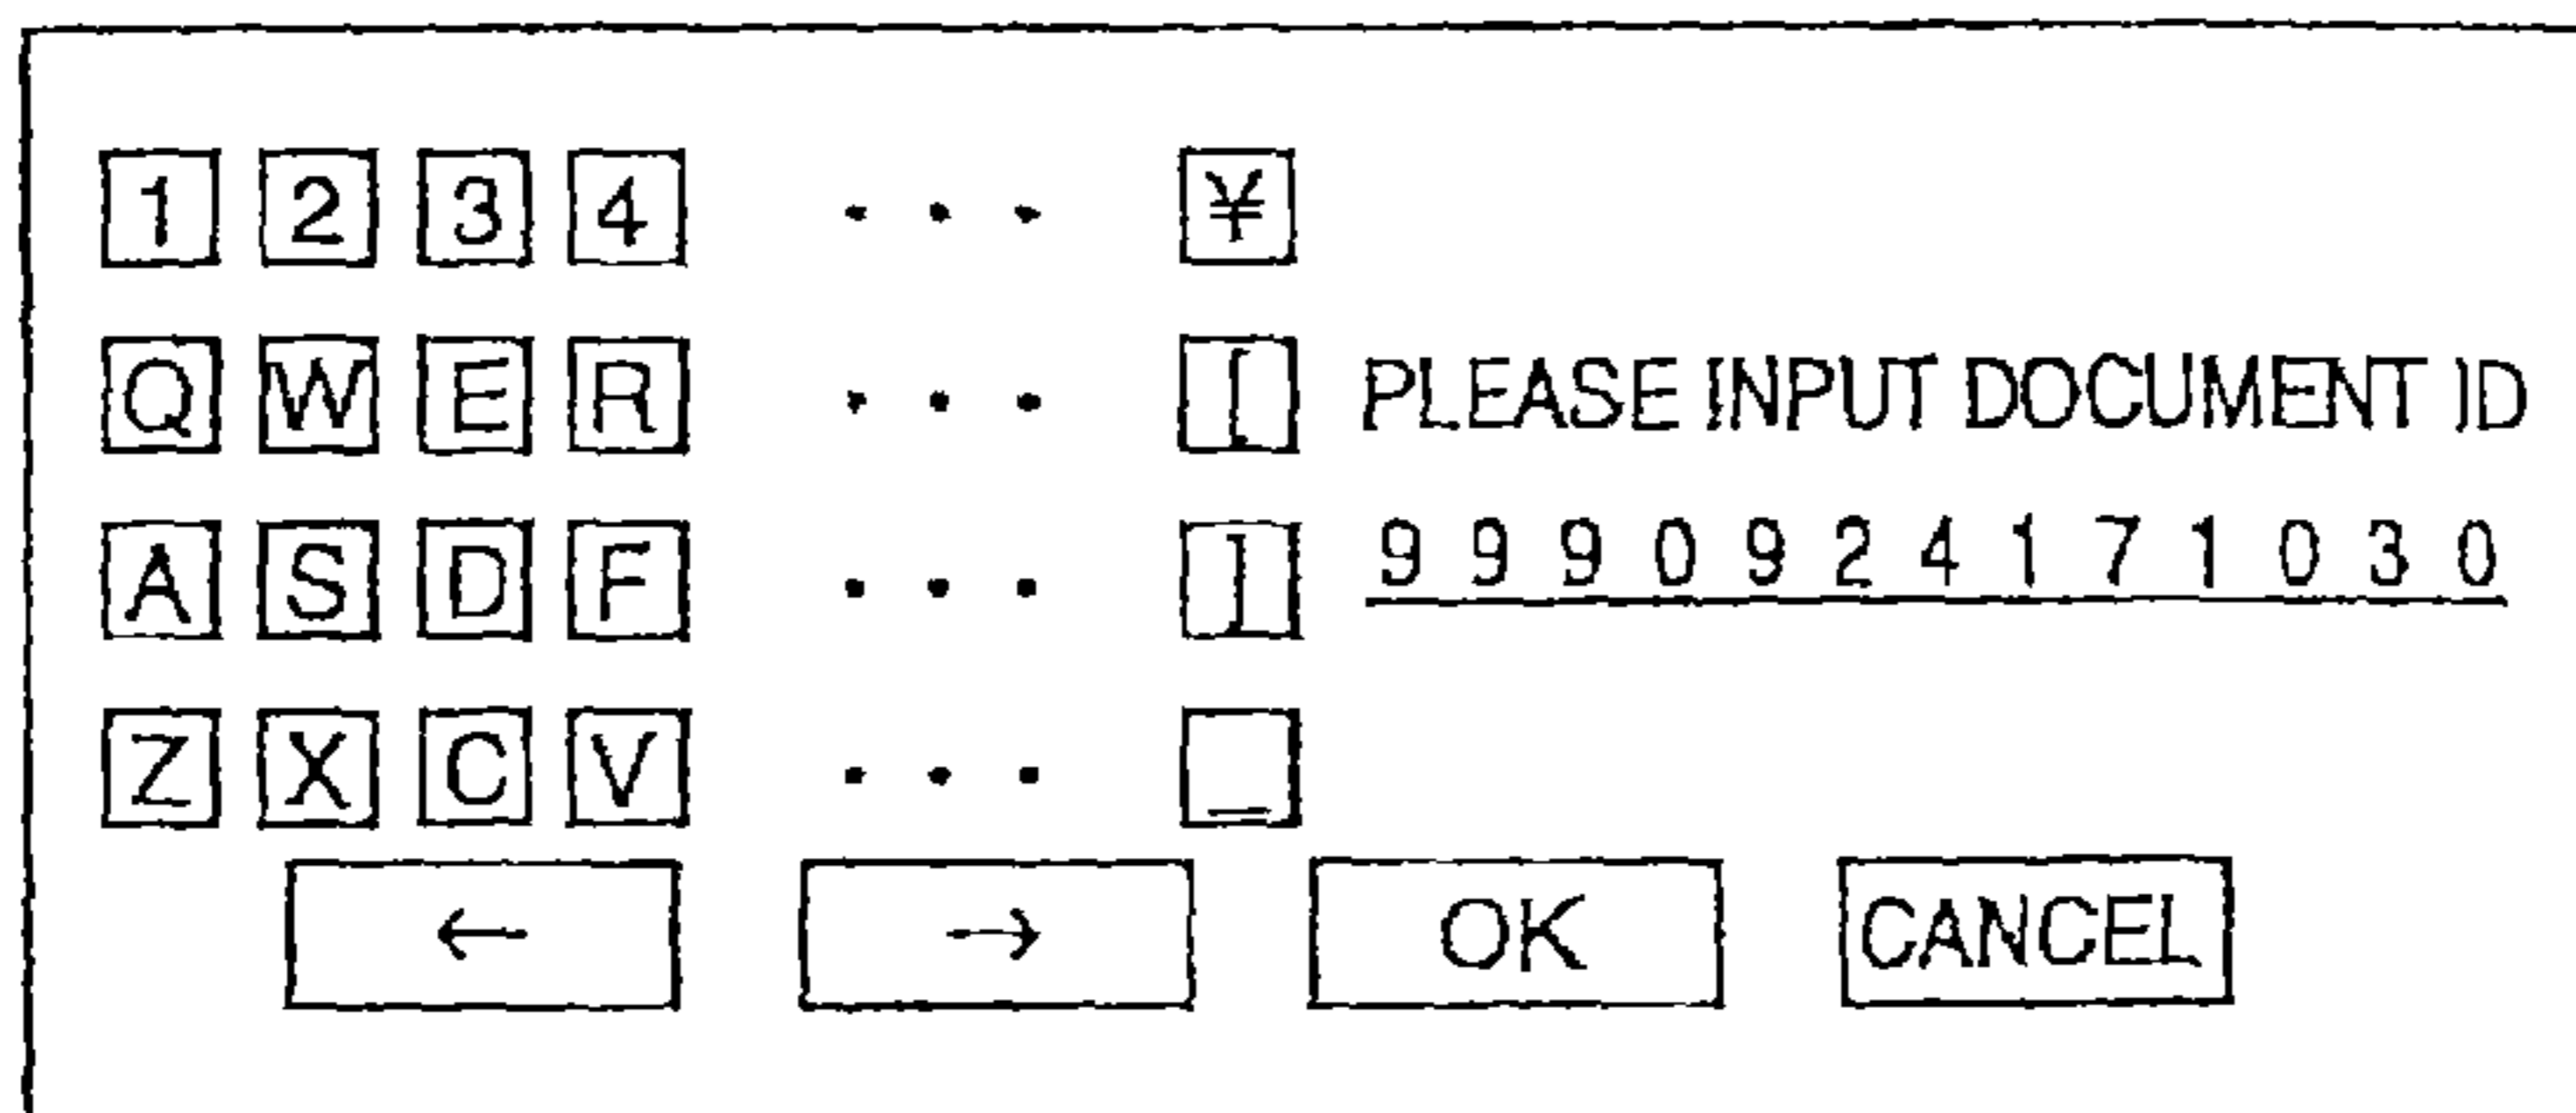 1 2 3 4 · · · ¥
Q W E R · · · [ PLEASE INPUT DOCUMENT ID
A S D F · · · ] 9 9 9 0 9 2 4 1 7 1 0 3 0
Z X C V · · · _
← → OK CANCEL